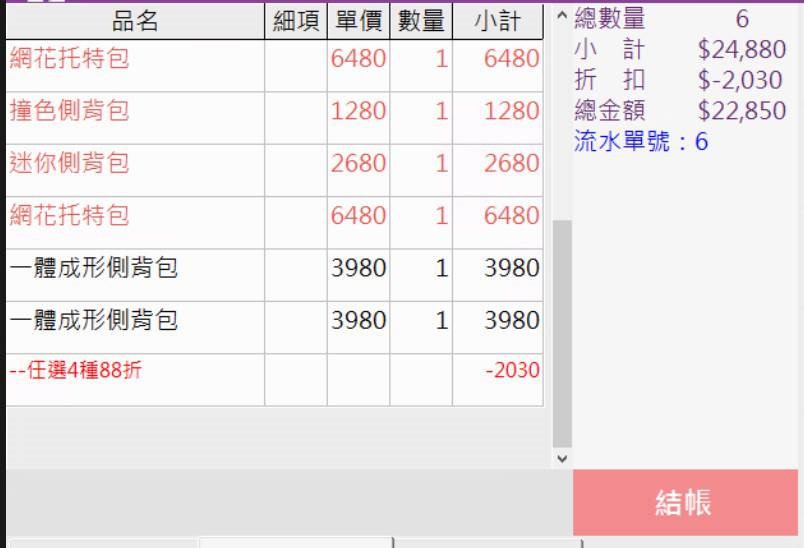 品名 細項 單價 數量 小計
網花托特包 6480 1 6480
撞色側背包 1280 1 1280
迷你側背包 2680 1 2680
網花托特包 6480 1 6480
一體成形側背包 3980 1 3980
一體成形側背包 3980 1 3980
--任選4種88折 -2030
總數量 6
小 計 $24,880
折 扣 $-2,030
總金額 $22,850
流水單號：6
結帳